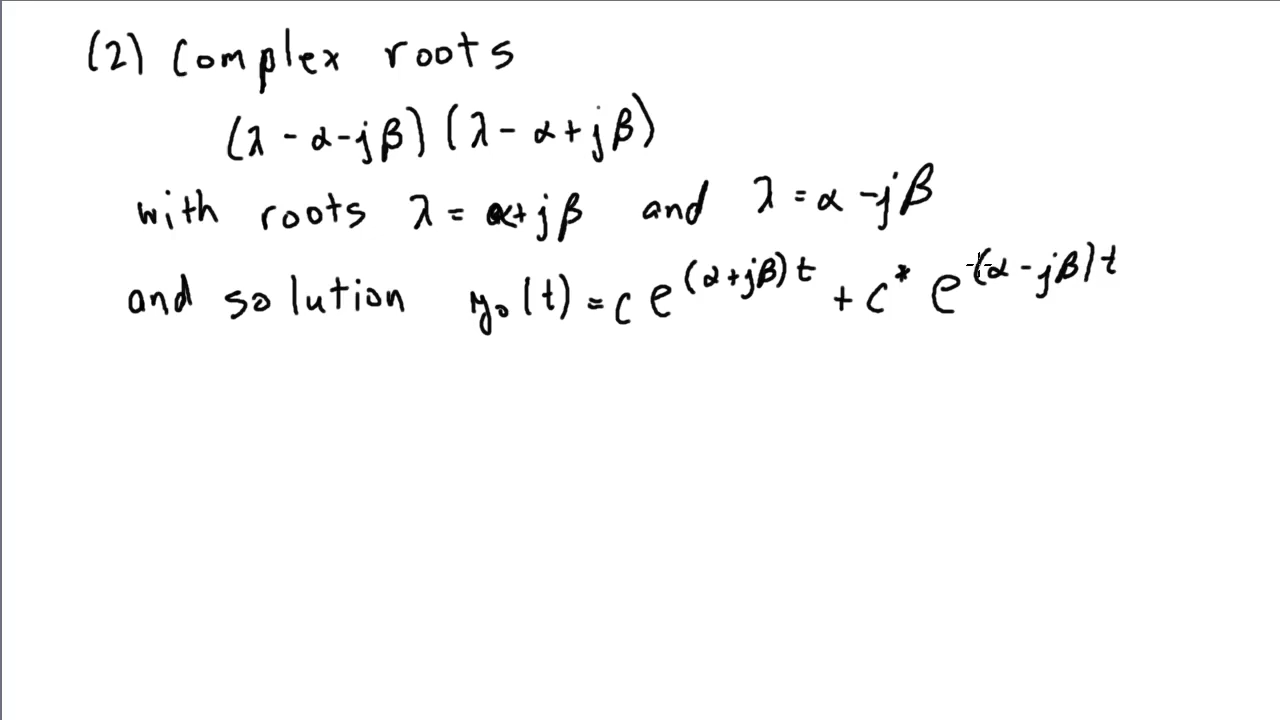 (2) Complex roots
(λ - α - jβ) (λ - α + jβ)
with roots λ = α + jβ and λ = α - jβ
and solution y₀(t) = c e^{(α + jβ)t} + c* e^{(α - jβ)t}